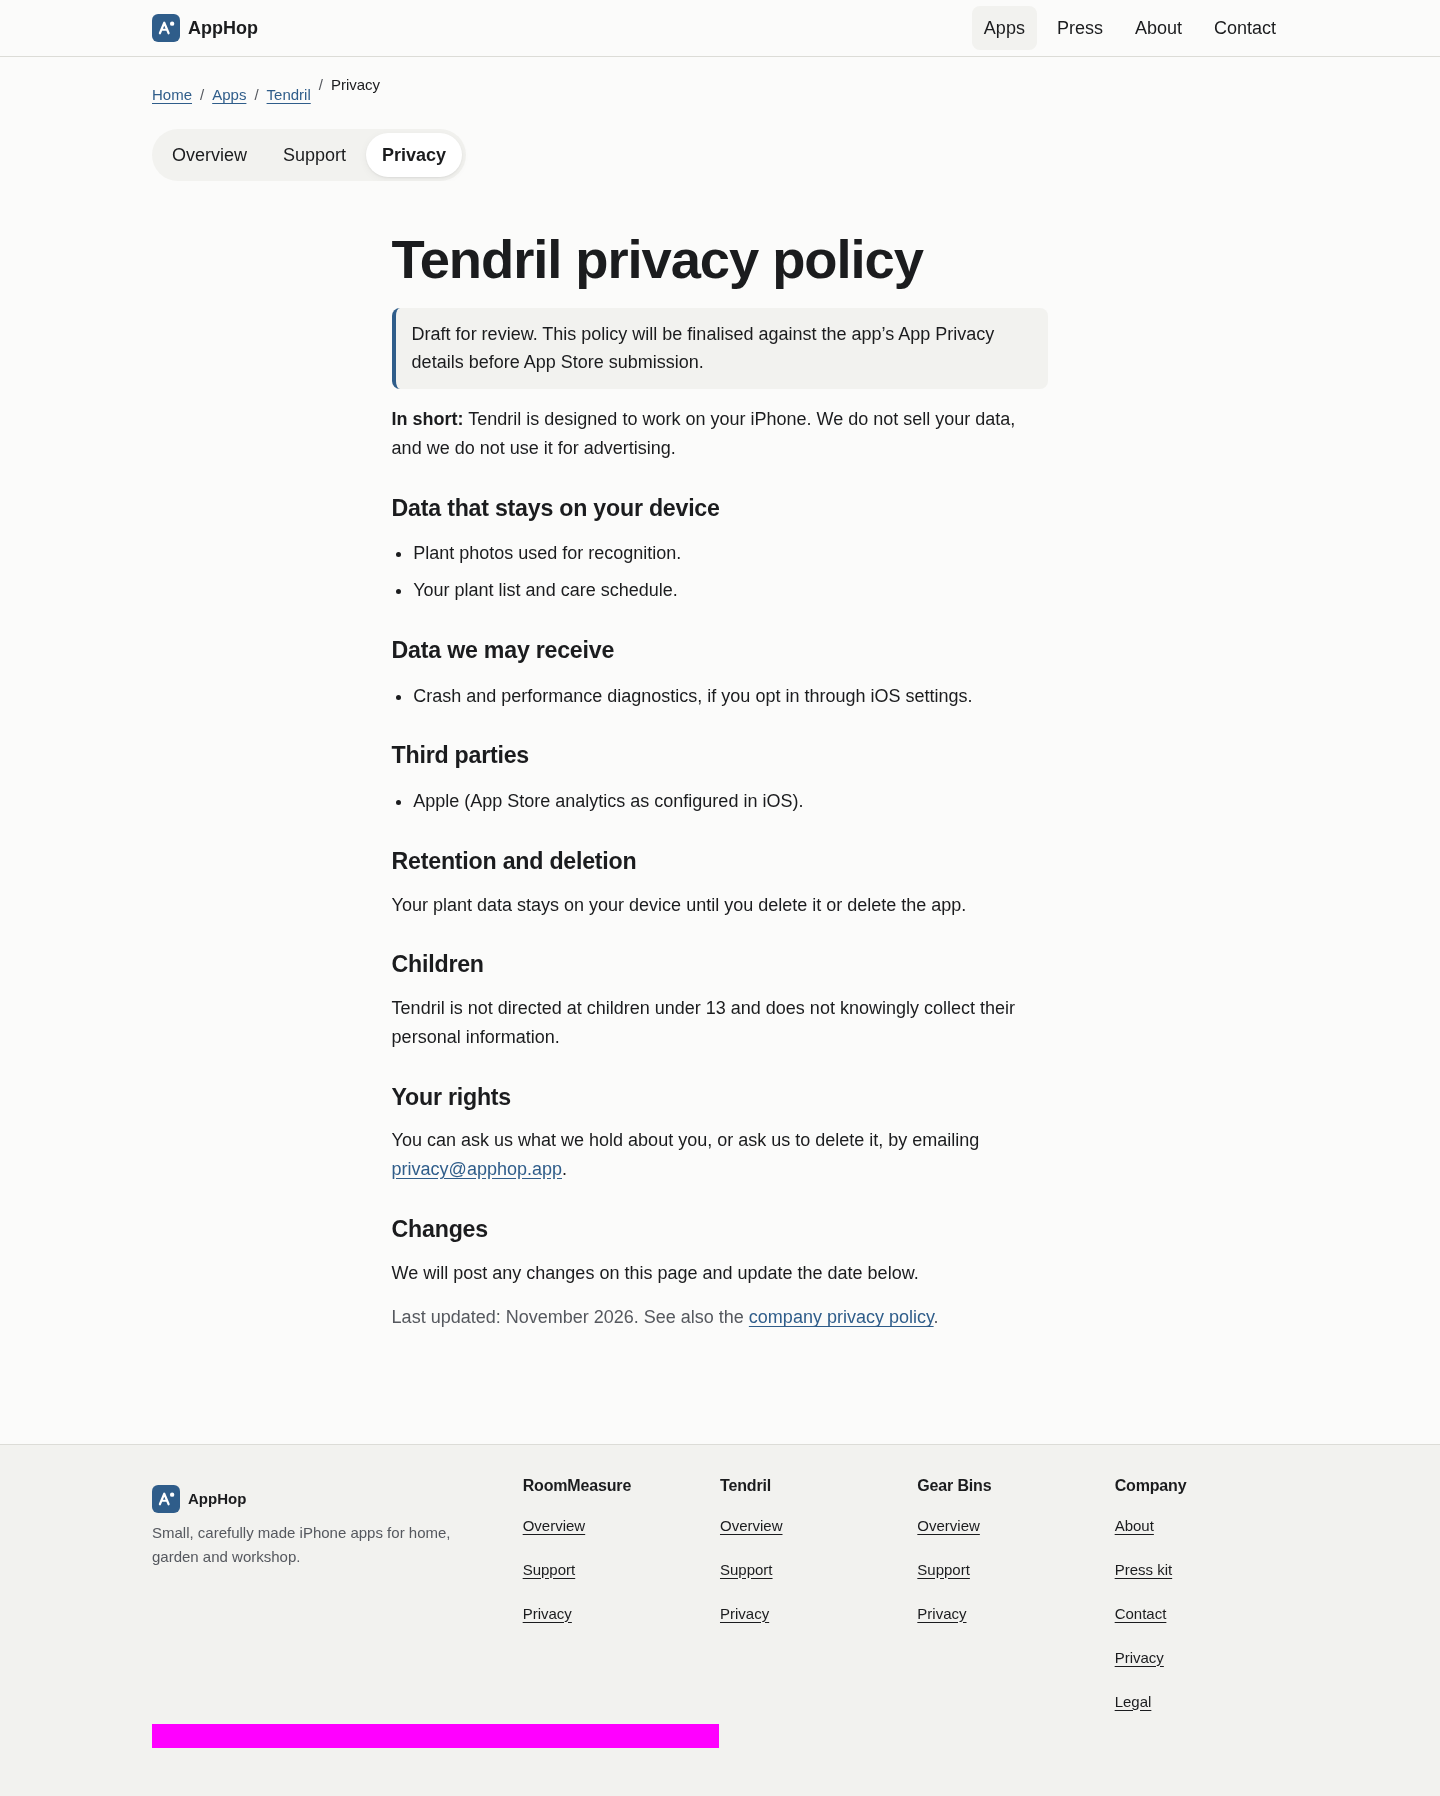 AppHop
Apps Press About Contact
Home / Apps / Tendril / Privacy
Overview Support Privacy
Tendril privacy policy
Draft for review. This policy will be finalised against the app’s App Privacy
details before App Store submission.
In short: Tendril is designed to work on your iPhone. We do not sell your data,
and we do not use it for advertising.
Data that stays on your device
• Plant photos used for recognition.
• Your plant list and care schedule.
Data we may receive
• Crash and performance diagnostics, if you opt in through iOS settings.
Third parties
• Apple (App Store analytics as configured in iOS).
Retention and deletion
Your plant data stays on your device until you delete it or delete the app.
Children
Tendril is not directed at children under 13 and does not knowingly collect their
personal information.
Your rights
You can ask us what we hold about you, or ask us to delete it, by emailing
privacy@apphop.app.
Changes
We will post any changes on this page and update the date below.
Last updated: November 2026. See also the company privacy policy.
AppHop
Small, carefully made iPhone apps for home,
garden and workshop.
RoomMeasure
Overview
Support
Privacy
Tendril
Overview
Support
Privacy
Gear Bins
Overview
Support
Privacy
Company
About
Press kit
Contact
Privacy
Legal